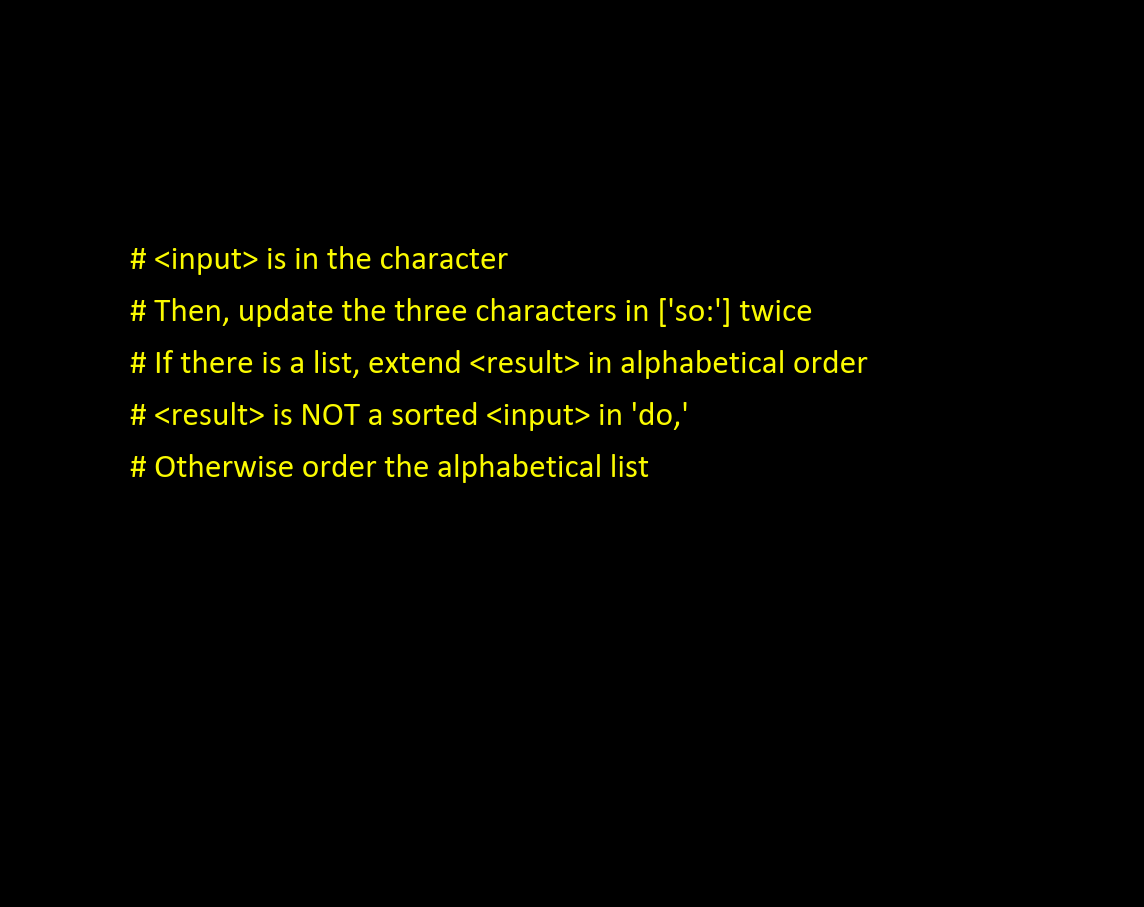 # <input> is in the character
# Then, update the three characters in ['so:'] twice
# If there is a list, extend <result> in alphabetical order
# <result> is NOT a sorted <input> in 'do,'
# Otherwise order the alphabetical list